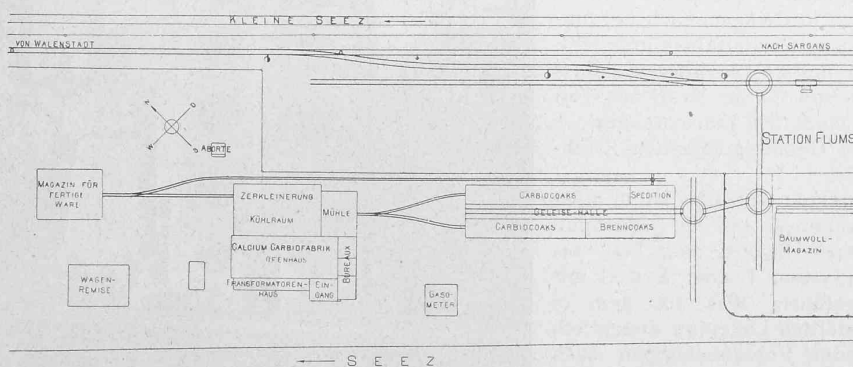 KLEINE SEEZ
VON WALENSTADT
NACH SARGANS
N
O
W
S
ABORTE
STATION FLUMS
MAGAZIN FÜR
FERTIGE
WARE
ZERKLEINERUNG
KÜHLRAUM
MÜHLE
CARBIDCOAKS
SPEDITION
GELEISE-HALLE
CARBIDCOAKS
BRENNCOAKS
CALCIUM CARBIDFABRIK
OFENHAUS
BUREAUX
TRANSFORMATOREN-
HAUS
EIN-
GANG
WAGEN-
REMISE
GASO-
METER
BAUMWOLL-
MAGAZIN
SEEZ